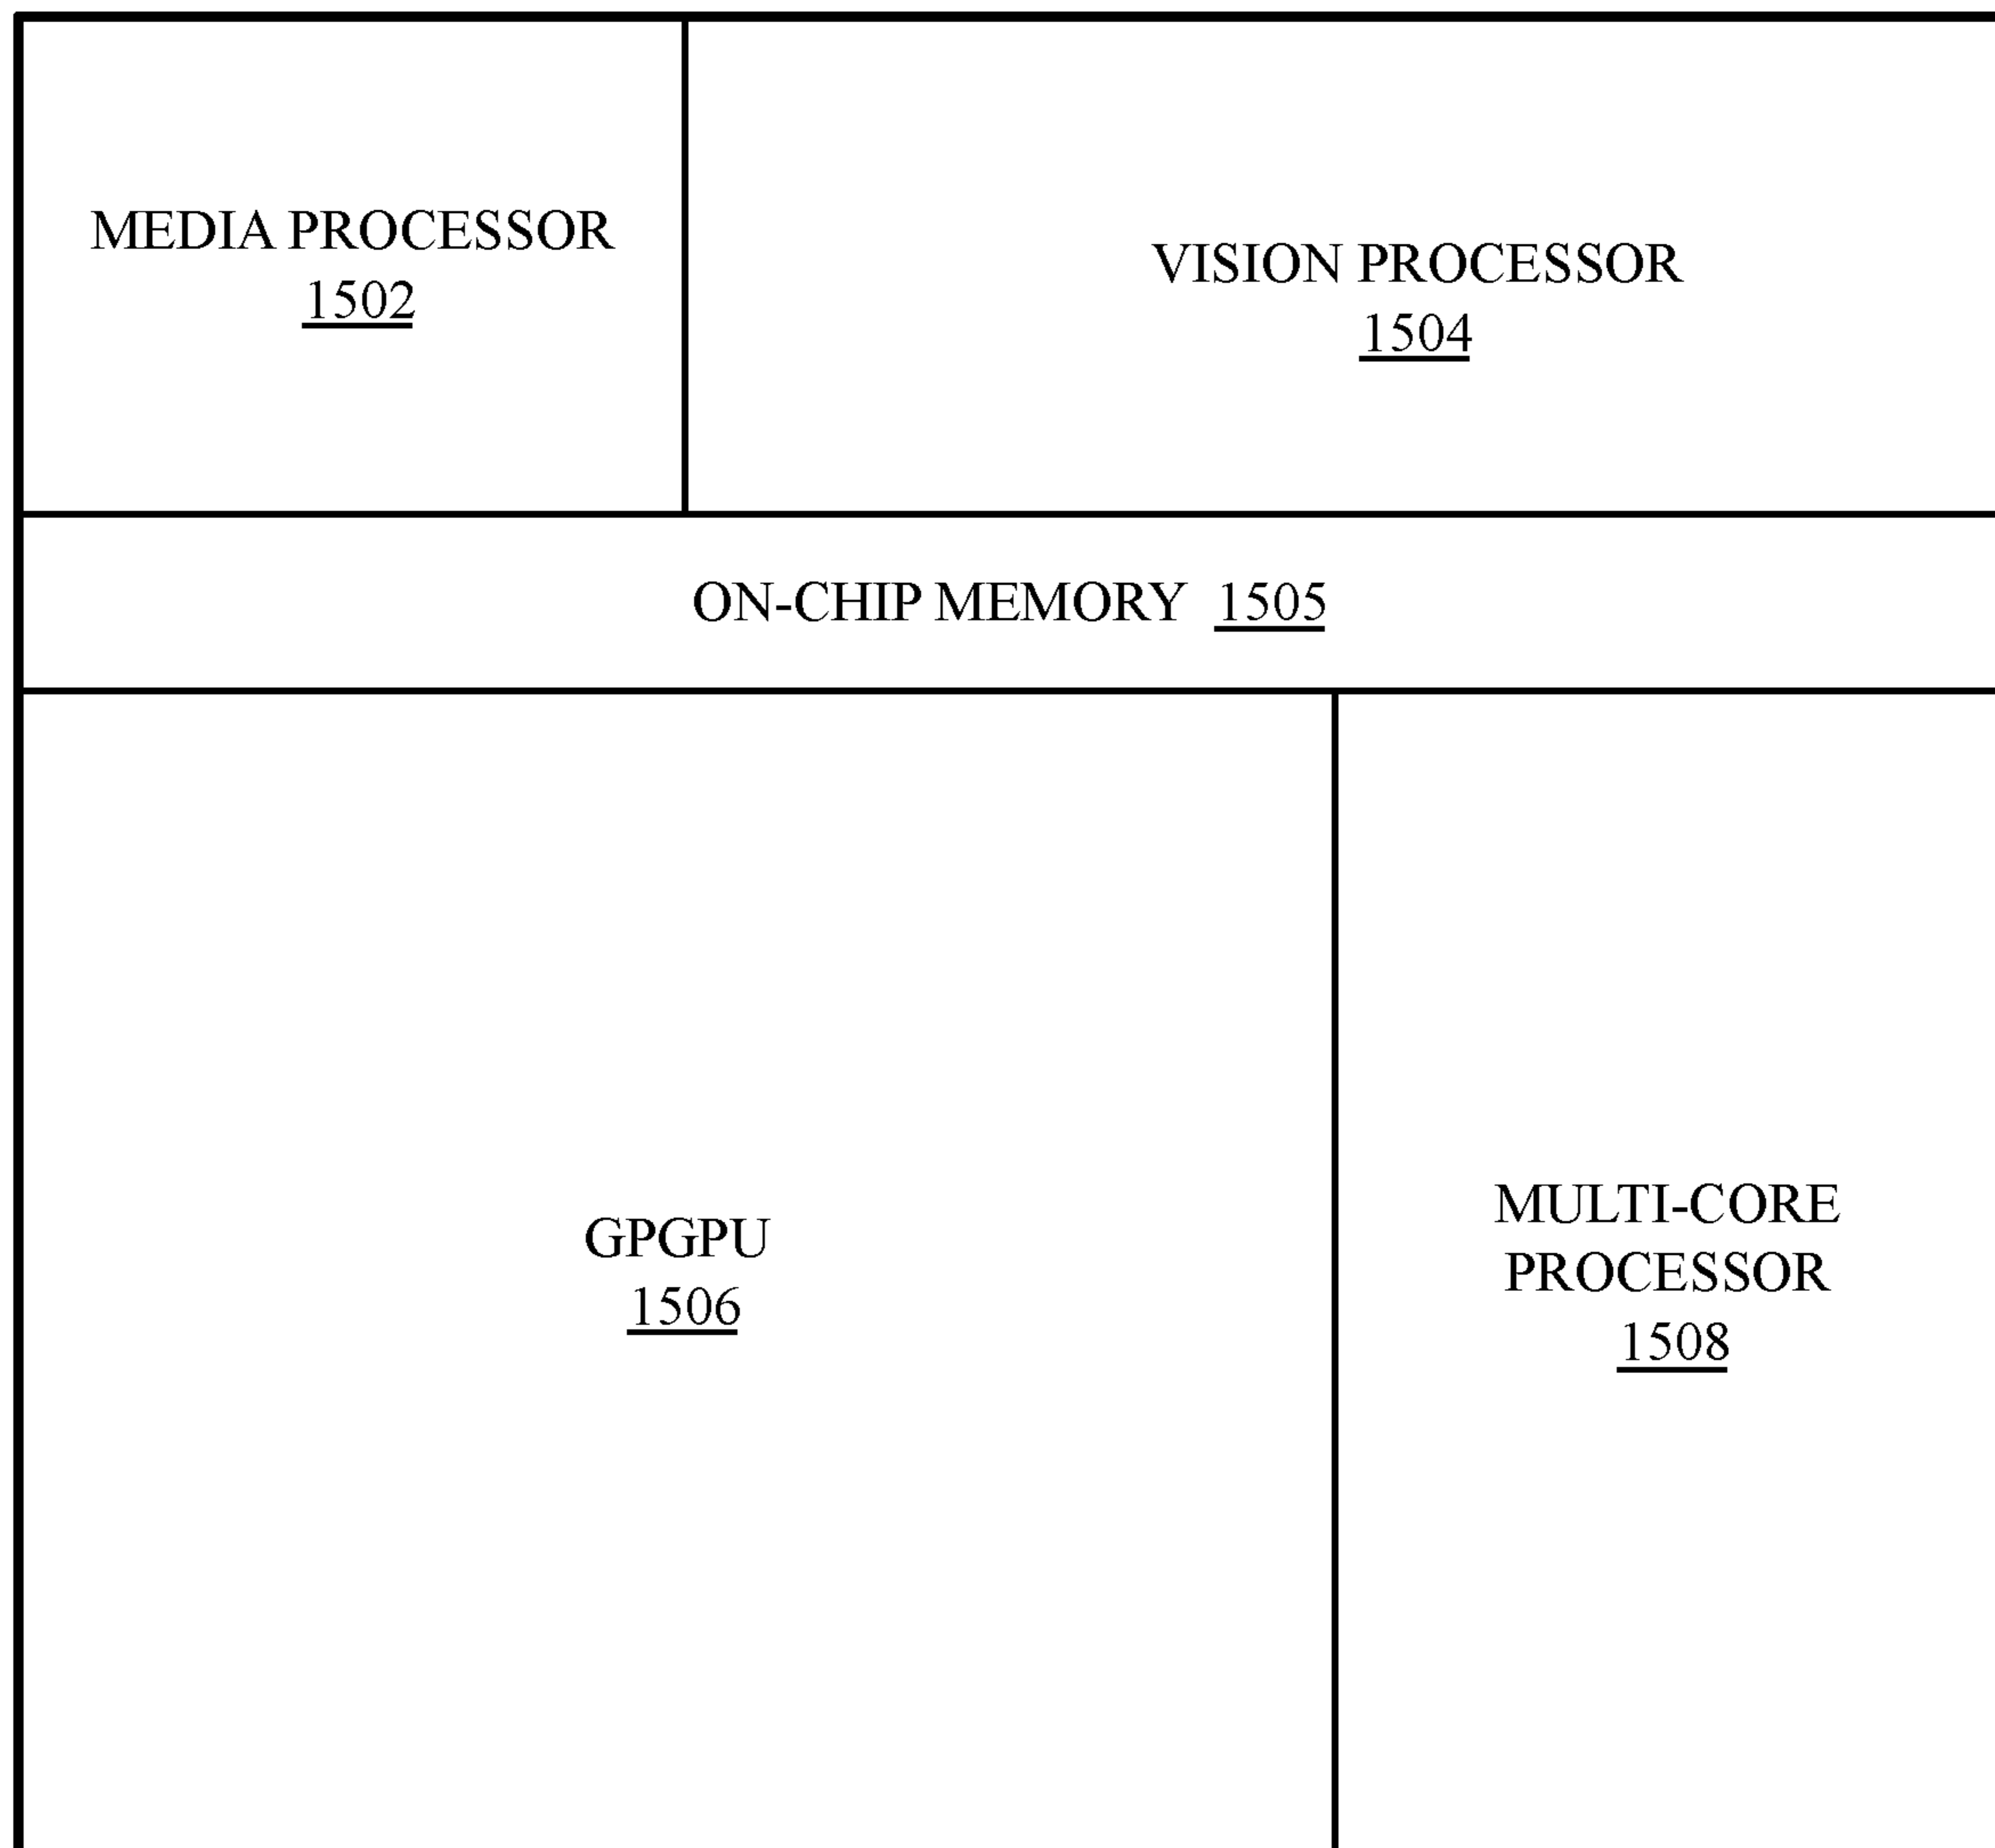 MEDIA PROCESSOR
1502
VISION PROCESSOR
1504
ON-CHIP MEMORY 1505
GPGPU
1506
MULTI-CORE
PROCESSOR
1508